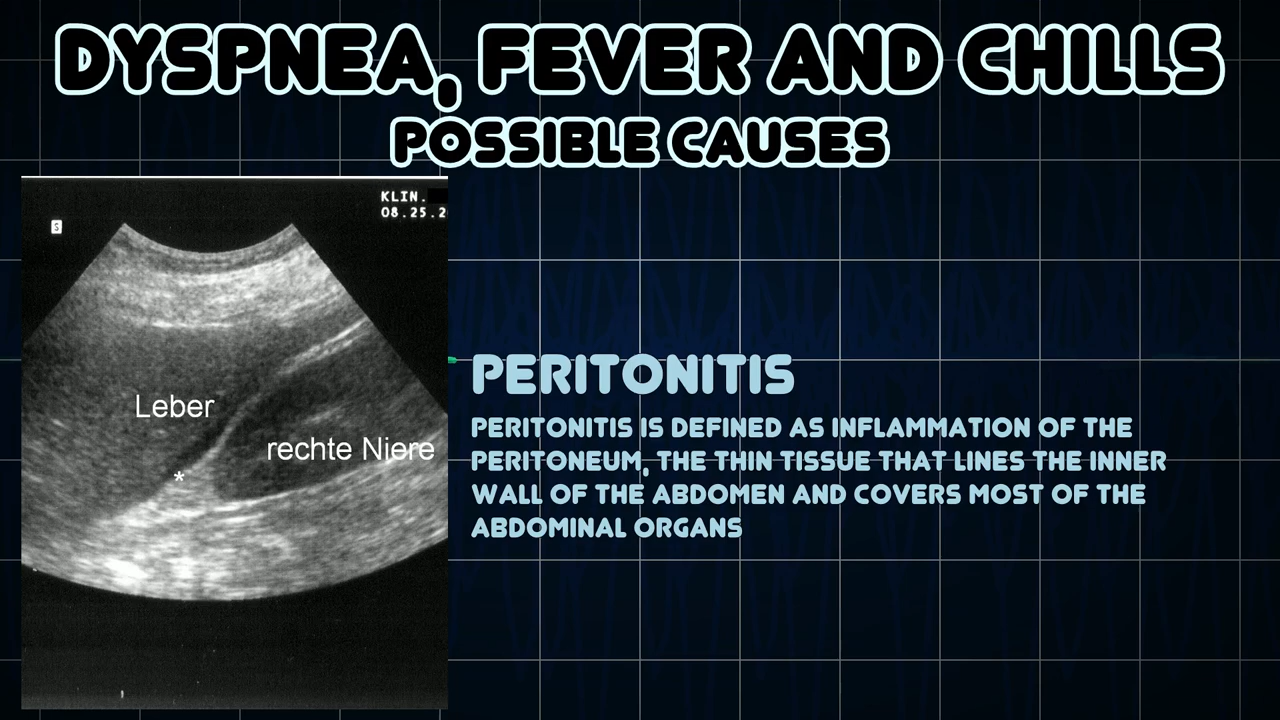 DYSPNEA, FEVER AND CHILLS
POSSIBLE CAUSES
KLIN.
08.25.2
S
Leber
rechte Niere
*
PERITONITIS
PERITONITIS IS DEFINED AS INFLAMMATION OF THE
PERITONEUM, THE THIN TISSUE THAT LINES THE INNER
WALL OF THE ABDOMEN AND COVERS MOST OF THE
ABDOMINAL ORGANS